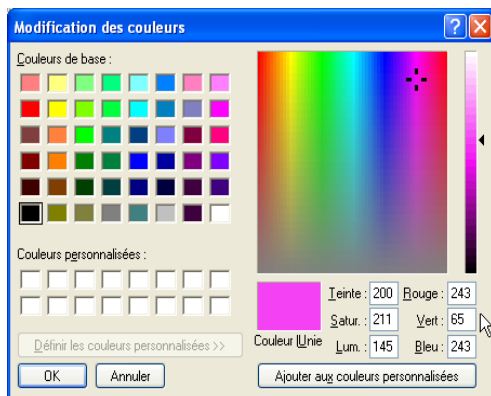 Modification des couleurs
Couleurs de base :
Couleurs personnalisées :
Définir les couleurs personnalisées >>
OK
Annuler
Couleur|Unie
Teinte : 200
Satur. : 211
Lum. : 145
Rouge : 243
Vert : 65
Bleu : 243
Ajouter aux couleurs personnalisées